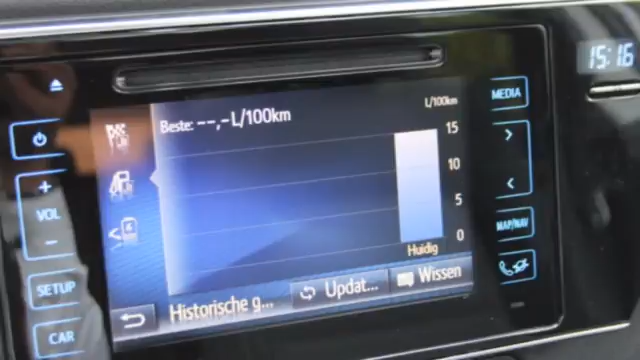 15:16
MEDIA
L/100km
Beste: --,-L/100km
15
10
5
0
VOL
MAP/NAV
Huidig
SETUP
Historische g...
Updat...
Wissen
CAR